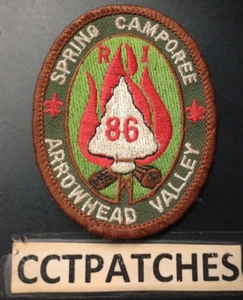 SPRING CAMPOREE
R I
86
ARROWHEAD VALLEY
CCTPATCHES